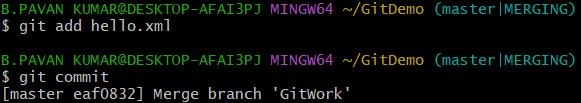 B.PAVAN KUMAR@DESKTOP-AFAI3PJ MINGW64 ~/GitDemo (master|MERGING)
$ git add hello.xml
B.PAVAN KUMAR@DESKTOP-AFAI3PJ MINGW64 ~/GitDemo (master|MERGING)
$ git commit
[master eaf0832] Merge branch 'GitWork'